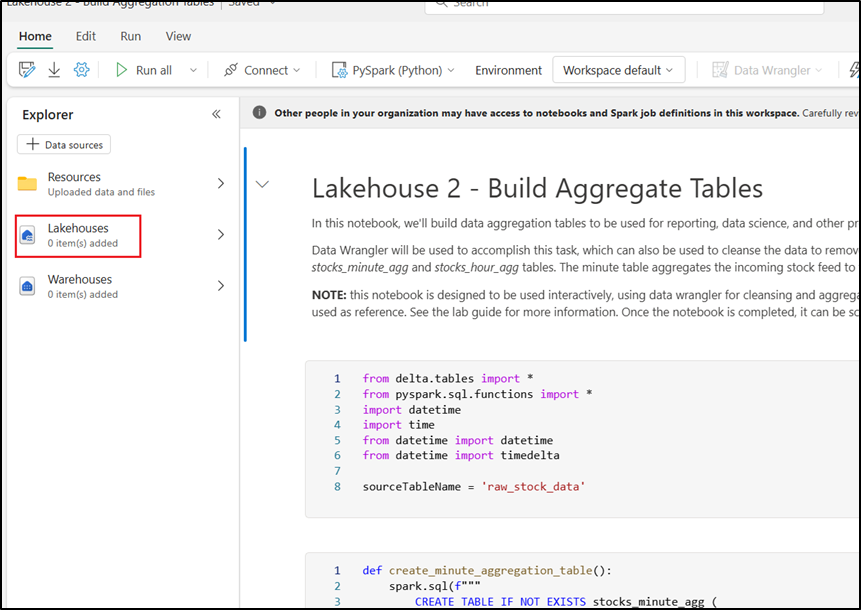 Lakehouse 2 - Build Aggregation Tables | Saved
Search
Home Edit Run View
Run all Connect PySpark (Python) Environment Workspace default Data Wrangler
Explorer
Data sources
Resources
Uploaded data and files
Lakehouses
0 item(s) added
Warehouses
0 item(s) added
Other people in your organization may have access to notebooks and Spark job definitions in this workspace. Carefully rev
Lakehouse 2 - Build Aggregate Tables
In this notebook, we'll build data aggregation tables to be used for reporting, data science, and other pr
Data Wrangler will be used to accomplish this task, which can also be used to cleanse the data to remov
stocks_minute_agg and stocks_hour_agg tables. The minute table aggregates the incoming stock feed to
NOTE: this notebook is designed to be used interactively, using data wrangler for cleansing and aggrega
used as reference. See the lab guide for more information. Once the notebook is completed, it can be sc
1 from delta.tables import *
2 from pyspark.sql.functions import *
3 import datetime
4 import time
5 from datetime import datetime
6 from datetime import timedelta
7
8 sourceTableName = 'raw_stock_data'
1 def create_minute_aggregation_table():
2 spark.sql(f"""
3 CREATE TABLE IF NOT EXISTS stocks_minute_agg (